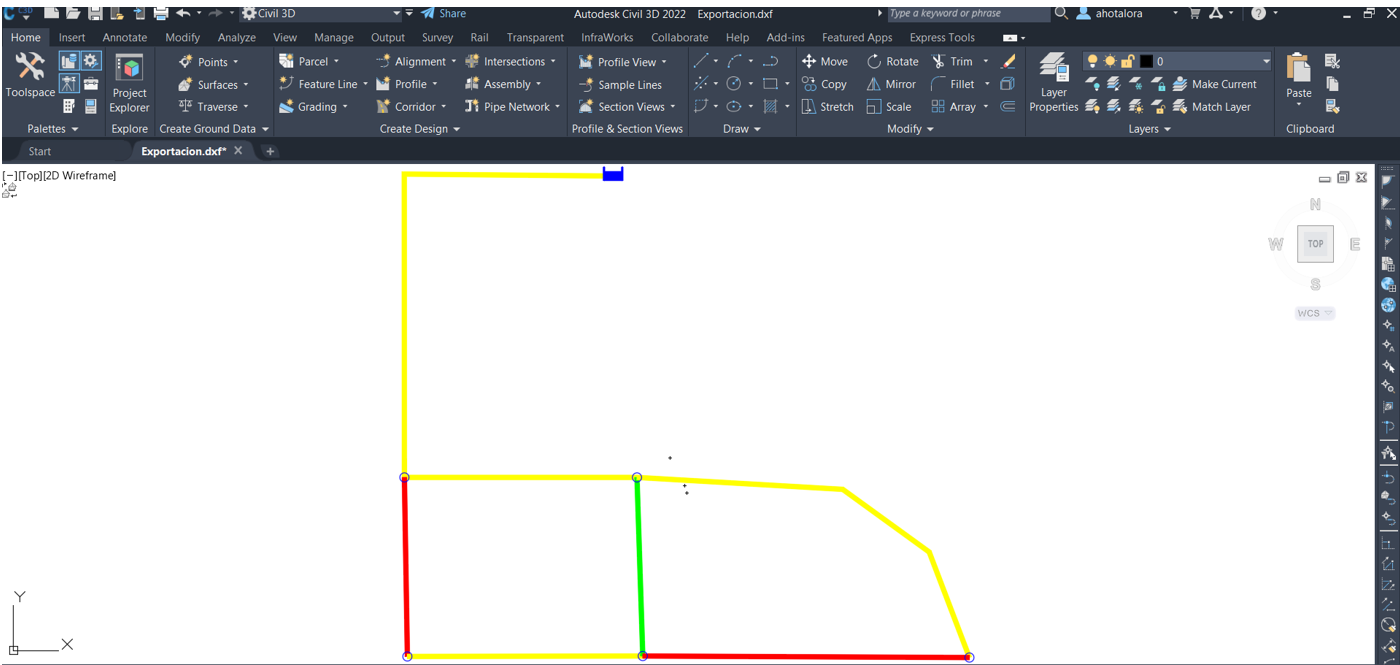 C3D Civil 3D Share Autodesk Civil 3D 2022 Exportacion.dxf Type a keyword or phrase ahotalora ?
Home Insert Annotate Modify Analyze View Manage Output Survey Rail Transparent InfraWorks Collaborate Help Add-ins Featured Apps Express Tools
Points Parcel Alignment Intersections Profile View Move Rotate Trim 0
Toolspace Project Explorer Surfaces Feature Line Profile Assembly Sample Lines Copy Mirror Fillet Layer Properties Make Current Paste
Traverse Grading Corridor Pipe Network Section Views Stretch Scale Array Match Layer
Palettes Explore Create Ground Data Create Design Profile & Section Views Draw Modify Layers Clipboard
Start Exportacion.dxf*
[−][Top][2D Wireframe]
N
W TOP E
S
WCS
Y
X